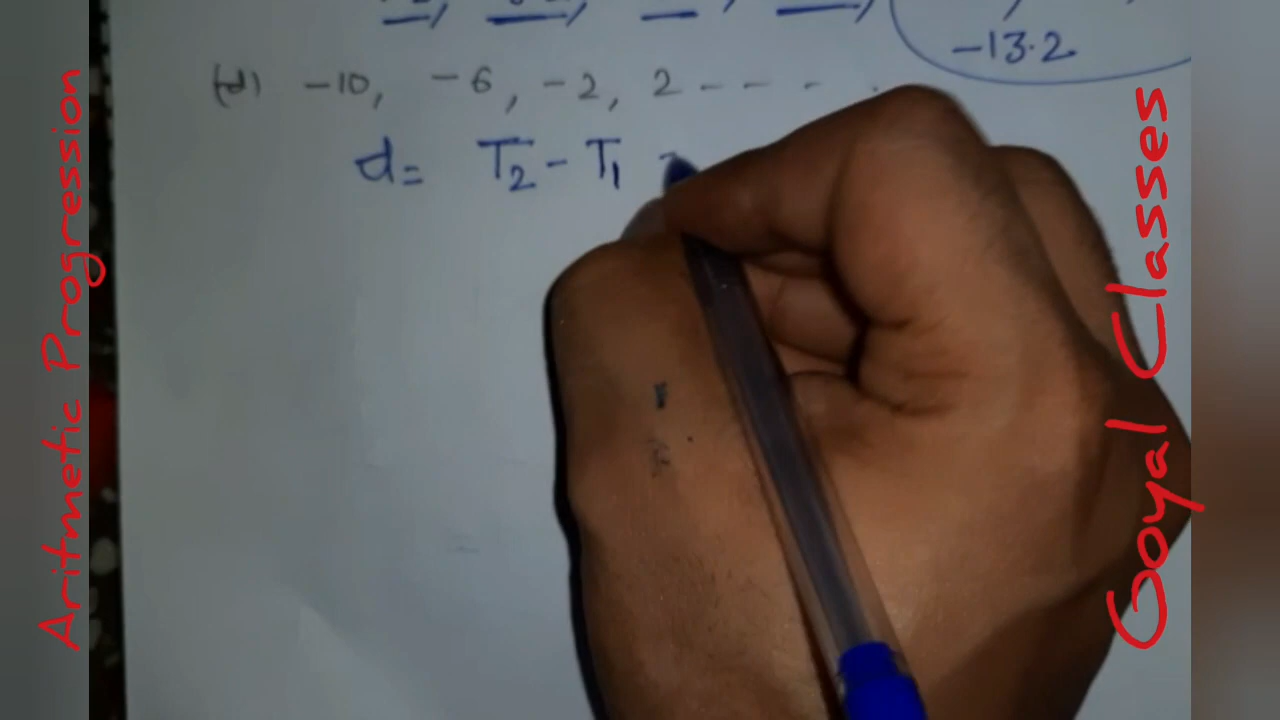 -13.2
(d) -10, -6, -2, 2 - - - .
d = T₂ - T₁
Aritmetic Progression
Goyal Classes